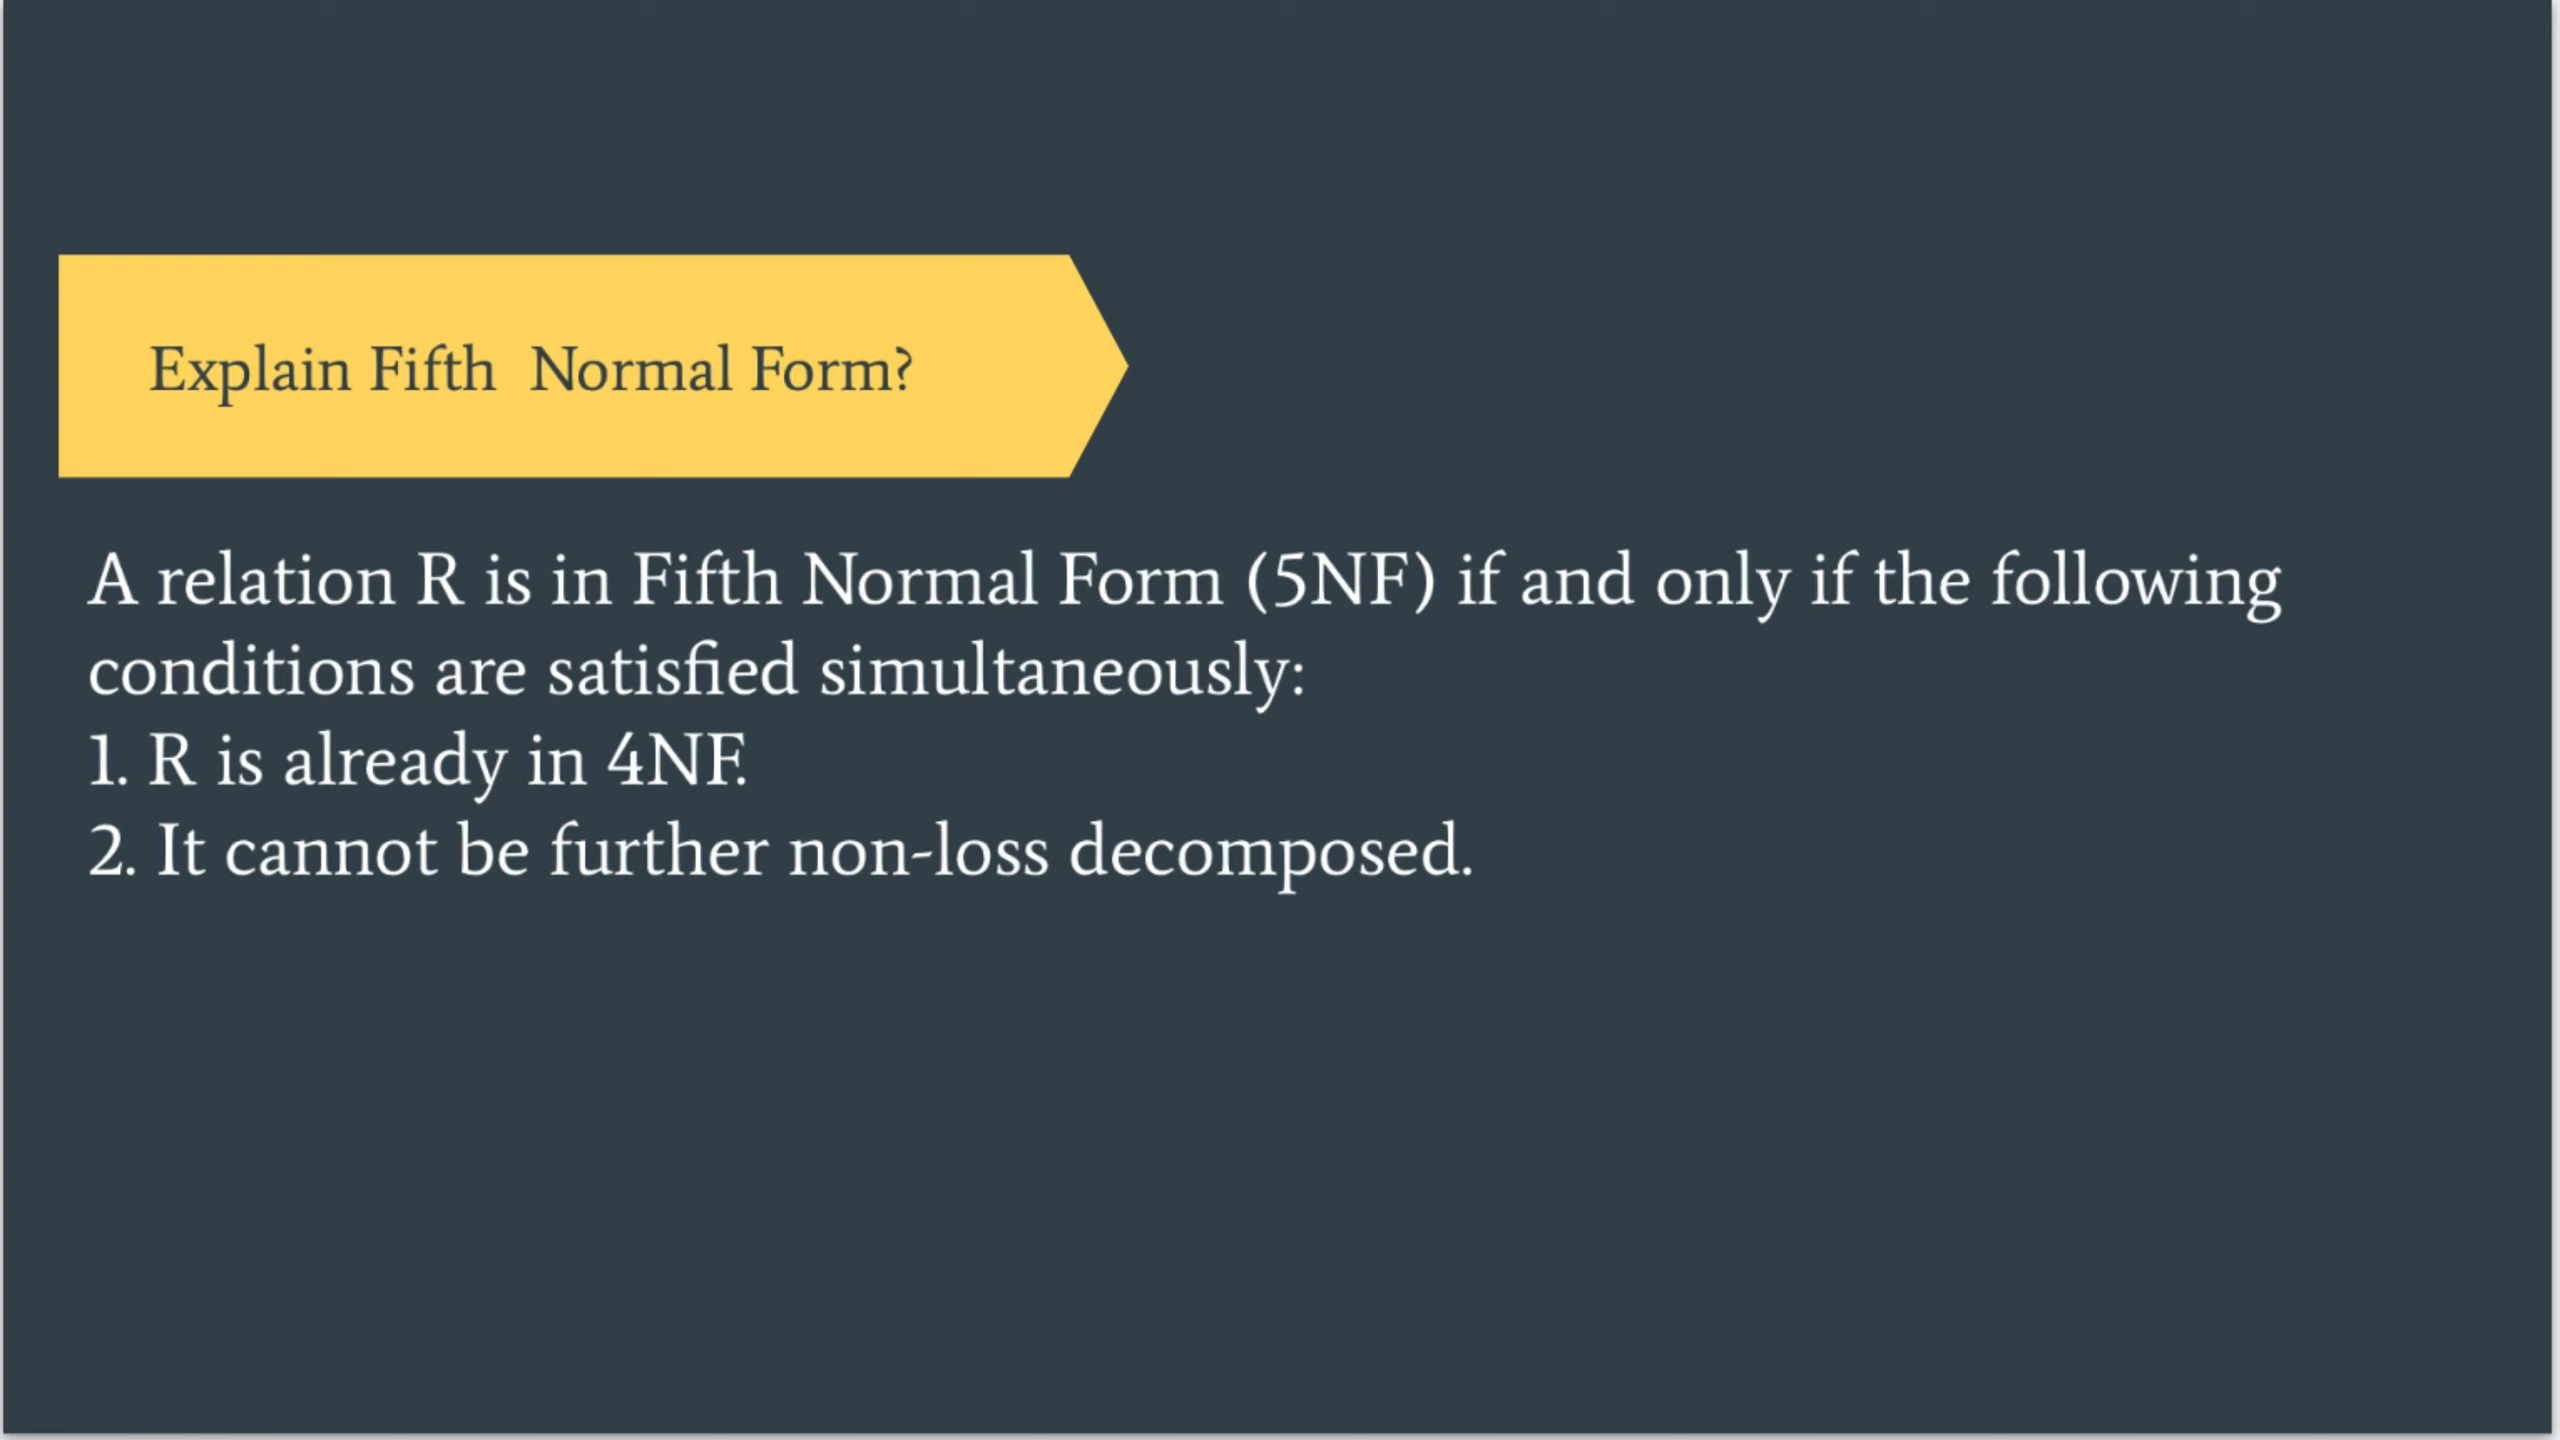 Explain Fifth  Normal Form?
A relation R is in Fifth Normal Form (5NF) if and only if the following
conditions are satisfied simultaneously:
1. R is already in 4NF.
2. It cannot be further non-loss decomposed.